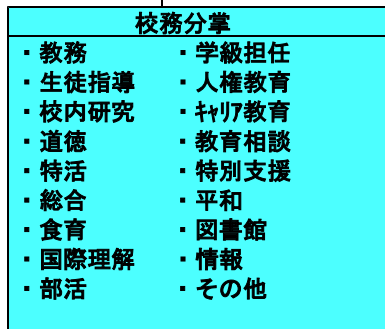 校務分掌
・教務 ・学級担任
・生徒指導 ・人権教育
・校内研究 ・ｷｬﾘｱ教育
・道徳 ・教育相談
・特活 ・特別支援
・総合 ・平和
・食育 ・図書館
・国際理解 ・情報
・部活 ・その他